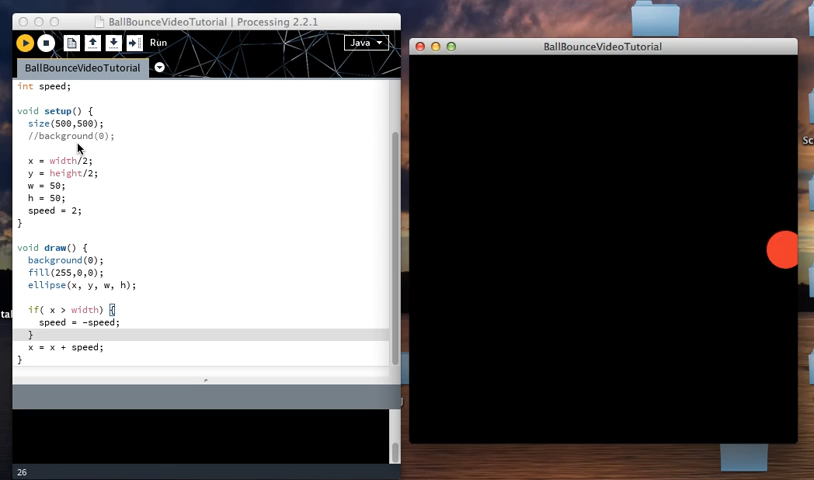 BallBounceVideoTutorial | Processing 2.2.1
Run
Java
BallBounceVideoTutorial
int speed;
void setup() {
size(500,500);
//background(0);
x = width/2;
y = height/2;
w = 50;
h = 50;
speed = 2;
}
void draw() {
background(0);
fill(255,0,0);
ellipse(x, y, w, h);
if( x > width) {
speed = -speed;
}
x = x + speed;
}
26
BallBounceVideoTutorial